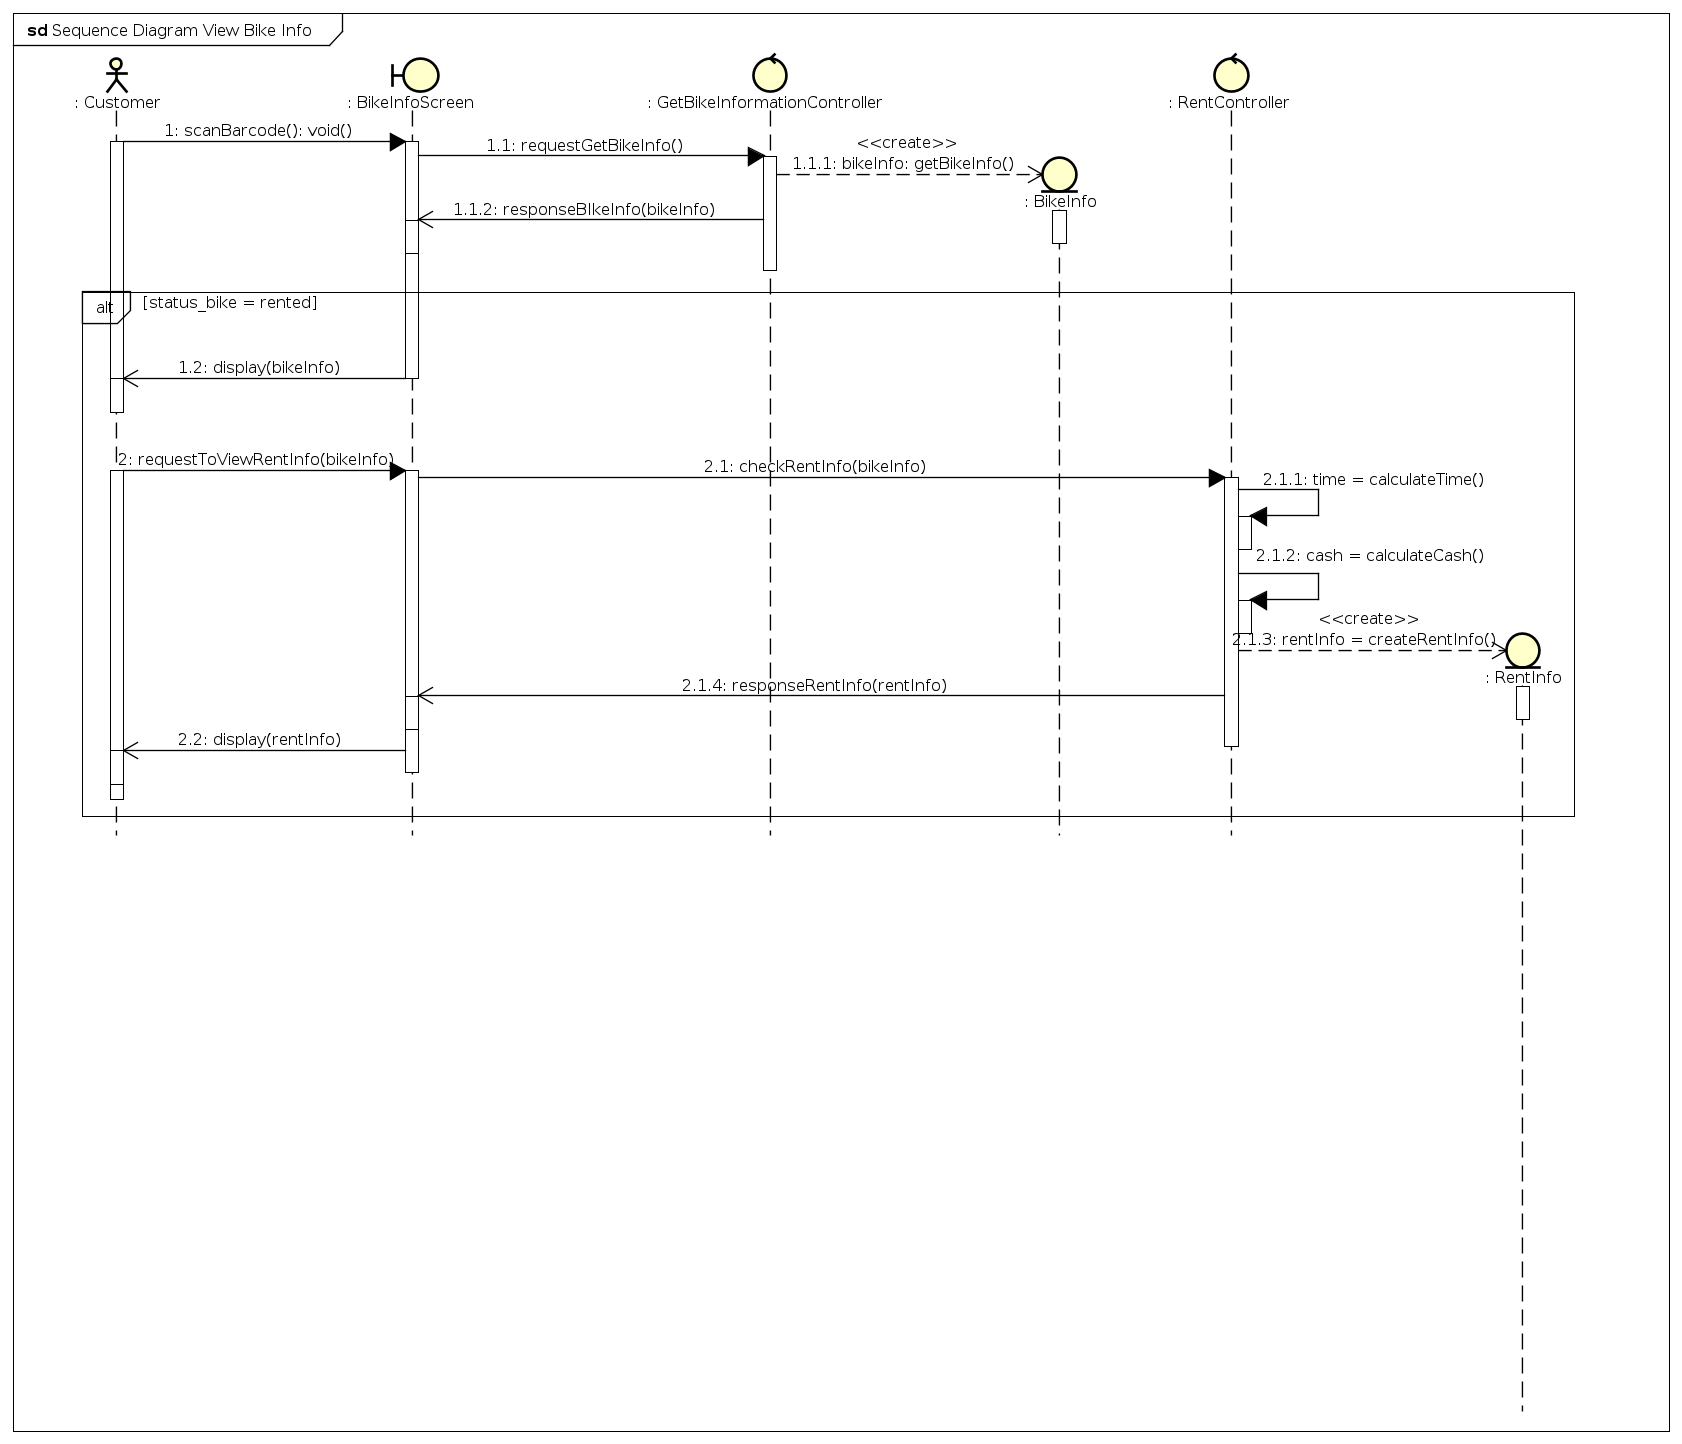 sd Sequence Diagram View Bike Info
: Customer
: BikeInfoScreen
: GetBikeInformationController
: RentController
1: scanBarcode(): void()
1.1: requestGetBikeInfo()
<<create>>
1.1.1: bikeInfo: getBikeInfo()
: BikeInfo
1.1.2: responseBIkeInfo(bikeInfo)
alt
[status_bike = rented]
1.2: display(bikeInfo)
2: requestToViewRentInfo(bikeInfo)
2.1: checkRentInfo(bikeInfo)
2.1.1: time = calculateTime()
2.1.2: cash = calculateCash()
<<create>>
2.1.3: rentInfo = createRentInfo()
: RentInfo
2.1.4: responseRentInfo(rentInfo)
2.2: display(rentInfo)